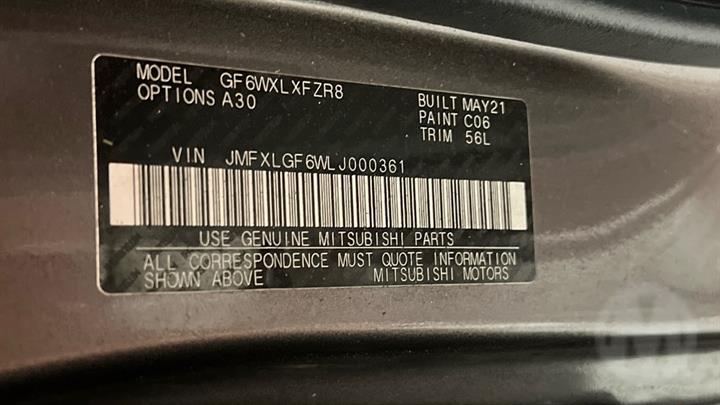 MODEL GF6WXLXFZR8
OPTIONS A30
BUILT MAY21
PAINT C06
TRIM 56L
VIN JMFXLGF6WLJ000361
USE GENUINE MITSUBISHI PARTS
ALL CORRESPONDENCE MUST QUOTE INFORMATION
SHOWN ABOVE MITSUBISHI MOTORS